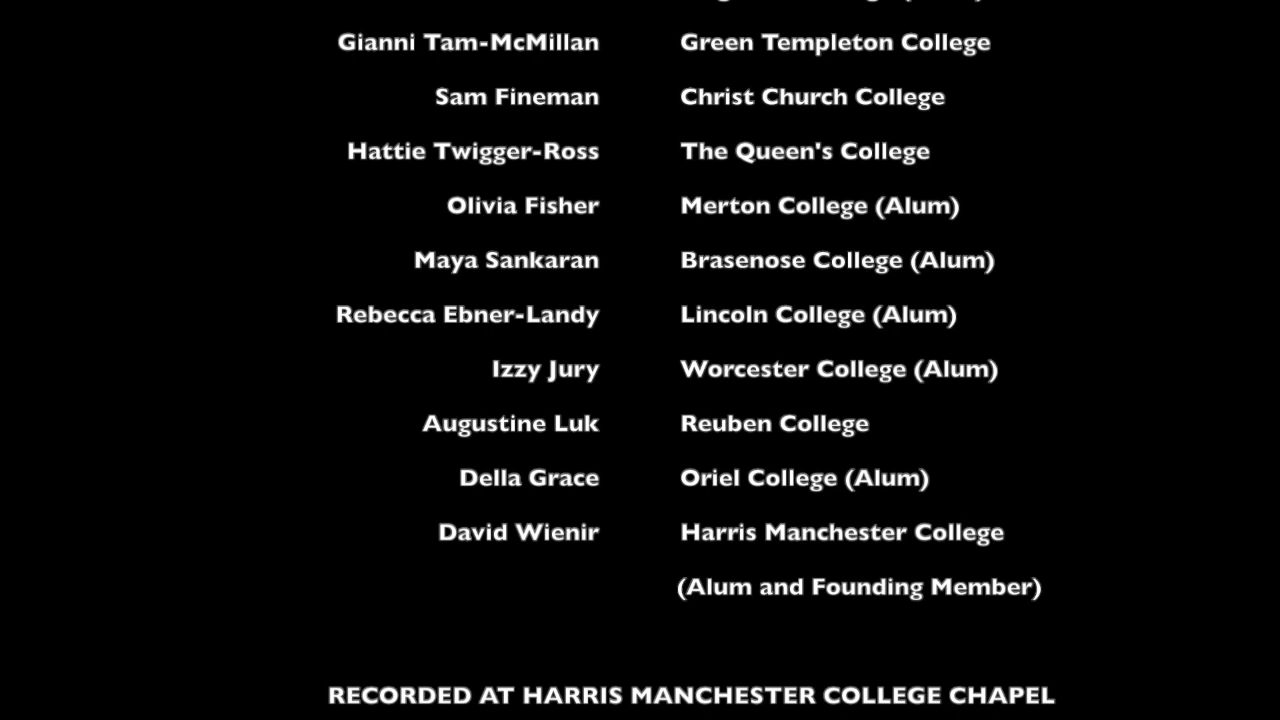 Gianni Tam-McMillan Green Templeton College
Sam Fineman Christ Church College
Hattie Twigger-Ross The Queen's College
Olivia Fisher Merton College (Alum)
Maya Sankaran Brasenose College (Alum)
Rebecca Ebner-Landy Lincoln College (Alum)
Izzy Jury Worcester College (Alum)
Augustine Luk Reuben College
Della Grace Oriel College (Alum)
David Wienir Harris Manchester College
(Alum and Founding Member)
RECORDED AT HARRIS MANCHESTER COLLEGE CHAPEL